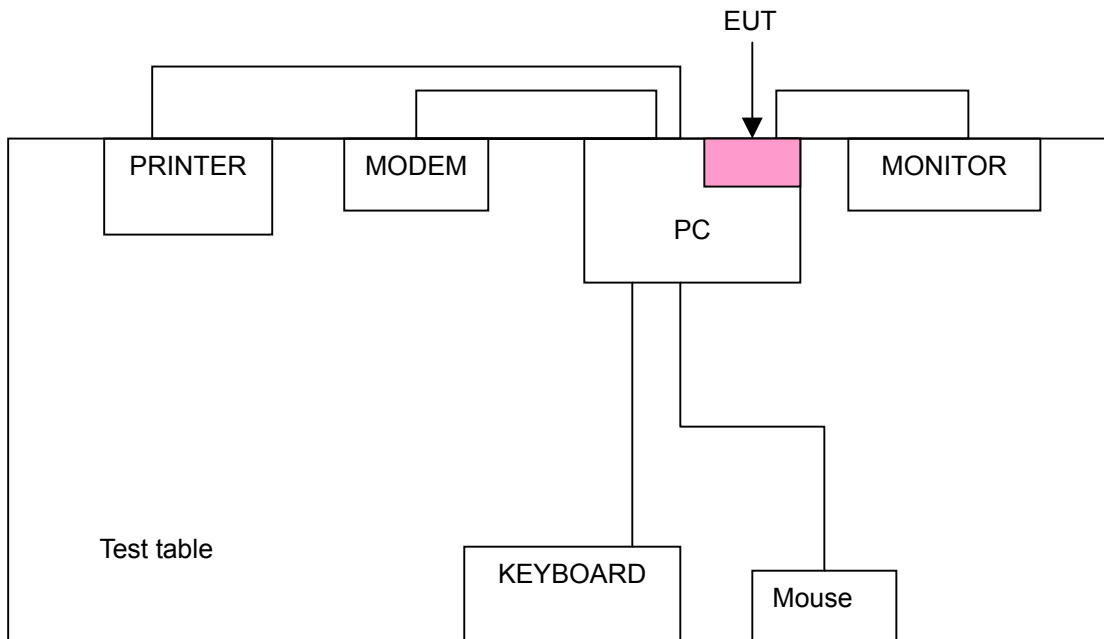 EUT
PRINTER
MODEM
MONITOR
PC
Test table
KEYBOARD
Mouse